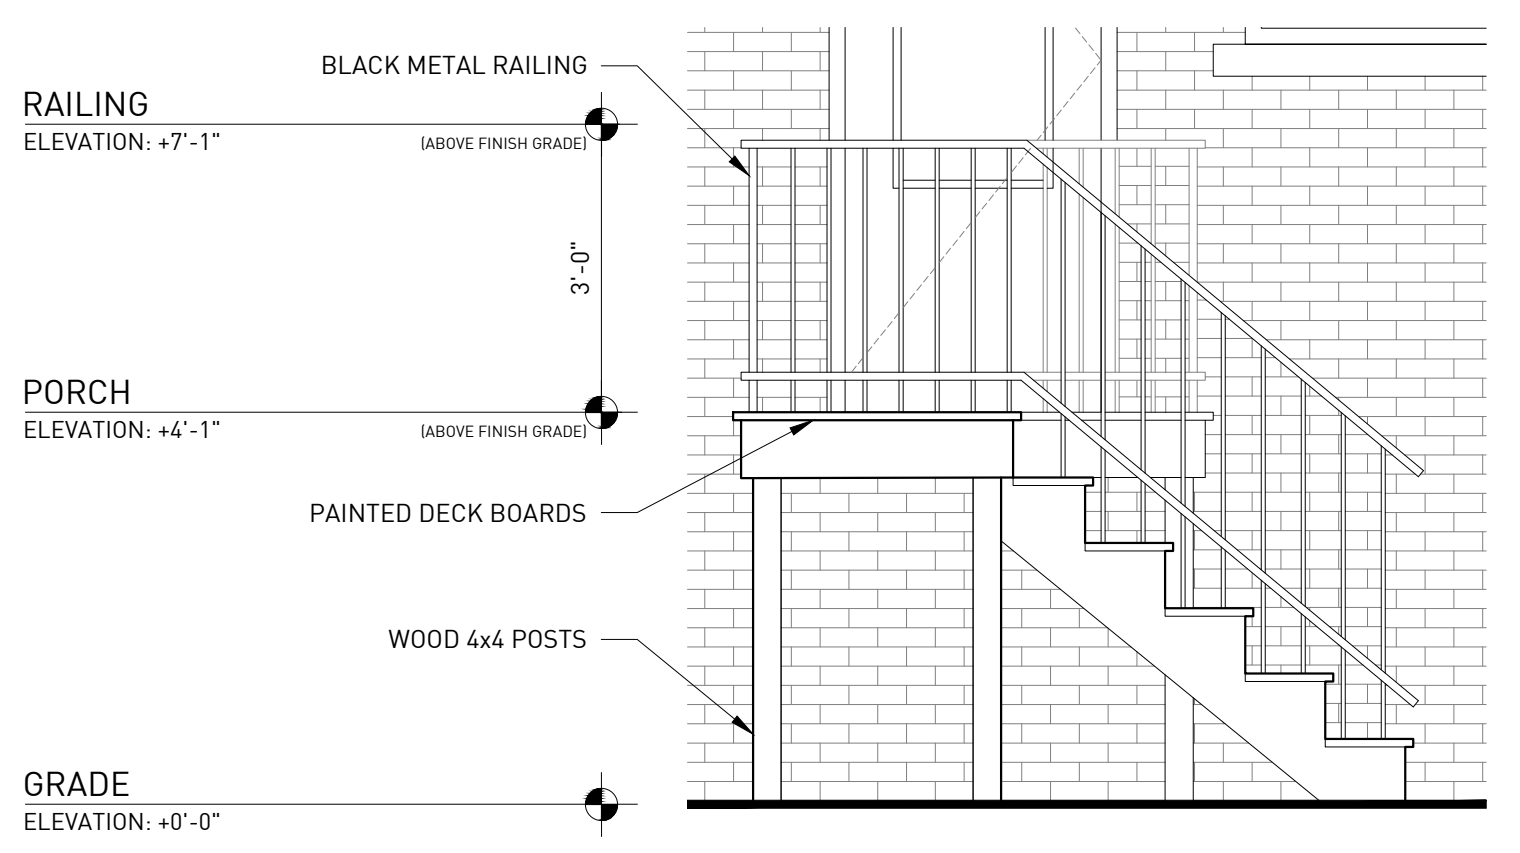 BLACK METAL RAILING
RAILING
ELEVATION: +7'-1"
(ABOVE FINISH GRADE)
3'-0"
PORCH
ELEVATION: +4'-1"
(ABOVE FINISH GRADE)
PAINTED DECK BOARDS
WOOD 4x4 POSTS
GRADE
ELEVATION: +0'-0"